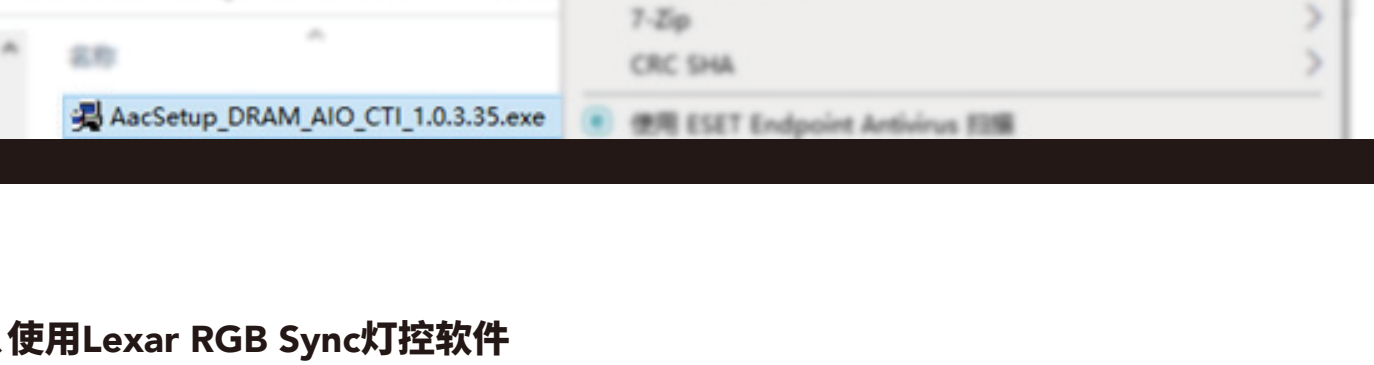 7-Zip
名称
CRC SHA
AacSetup_DRAM_AIO_CTI_1.0.3.35.exe
使用 ESET Endpoint Antivirus 扫描
、使用Lexar RGB Sync灯控软件